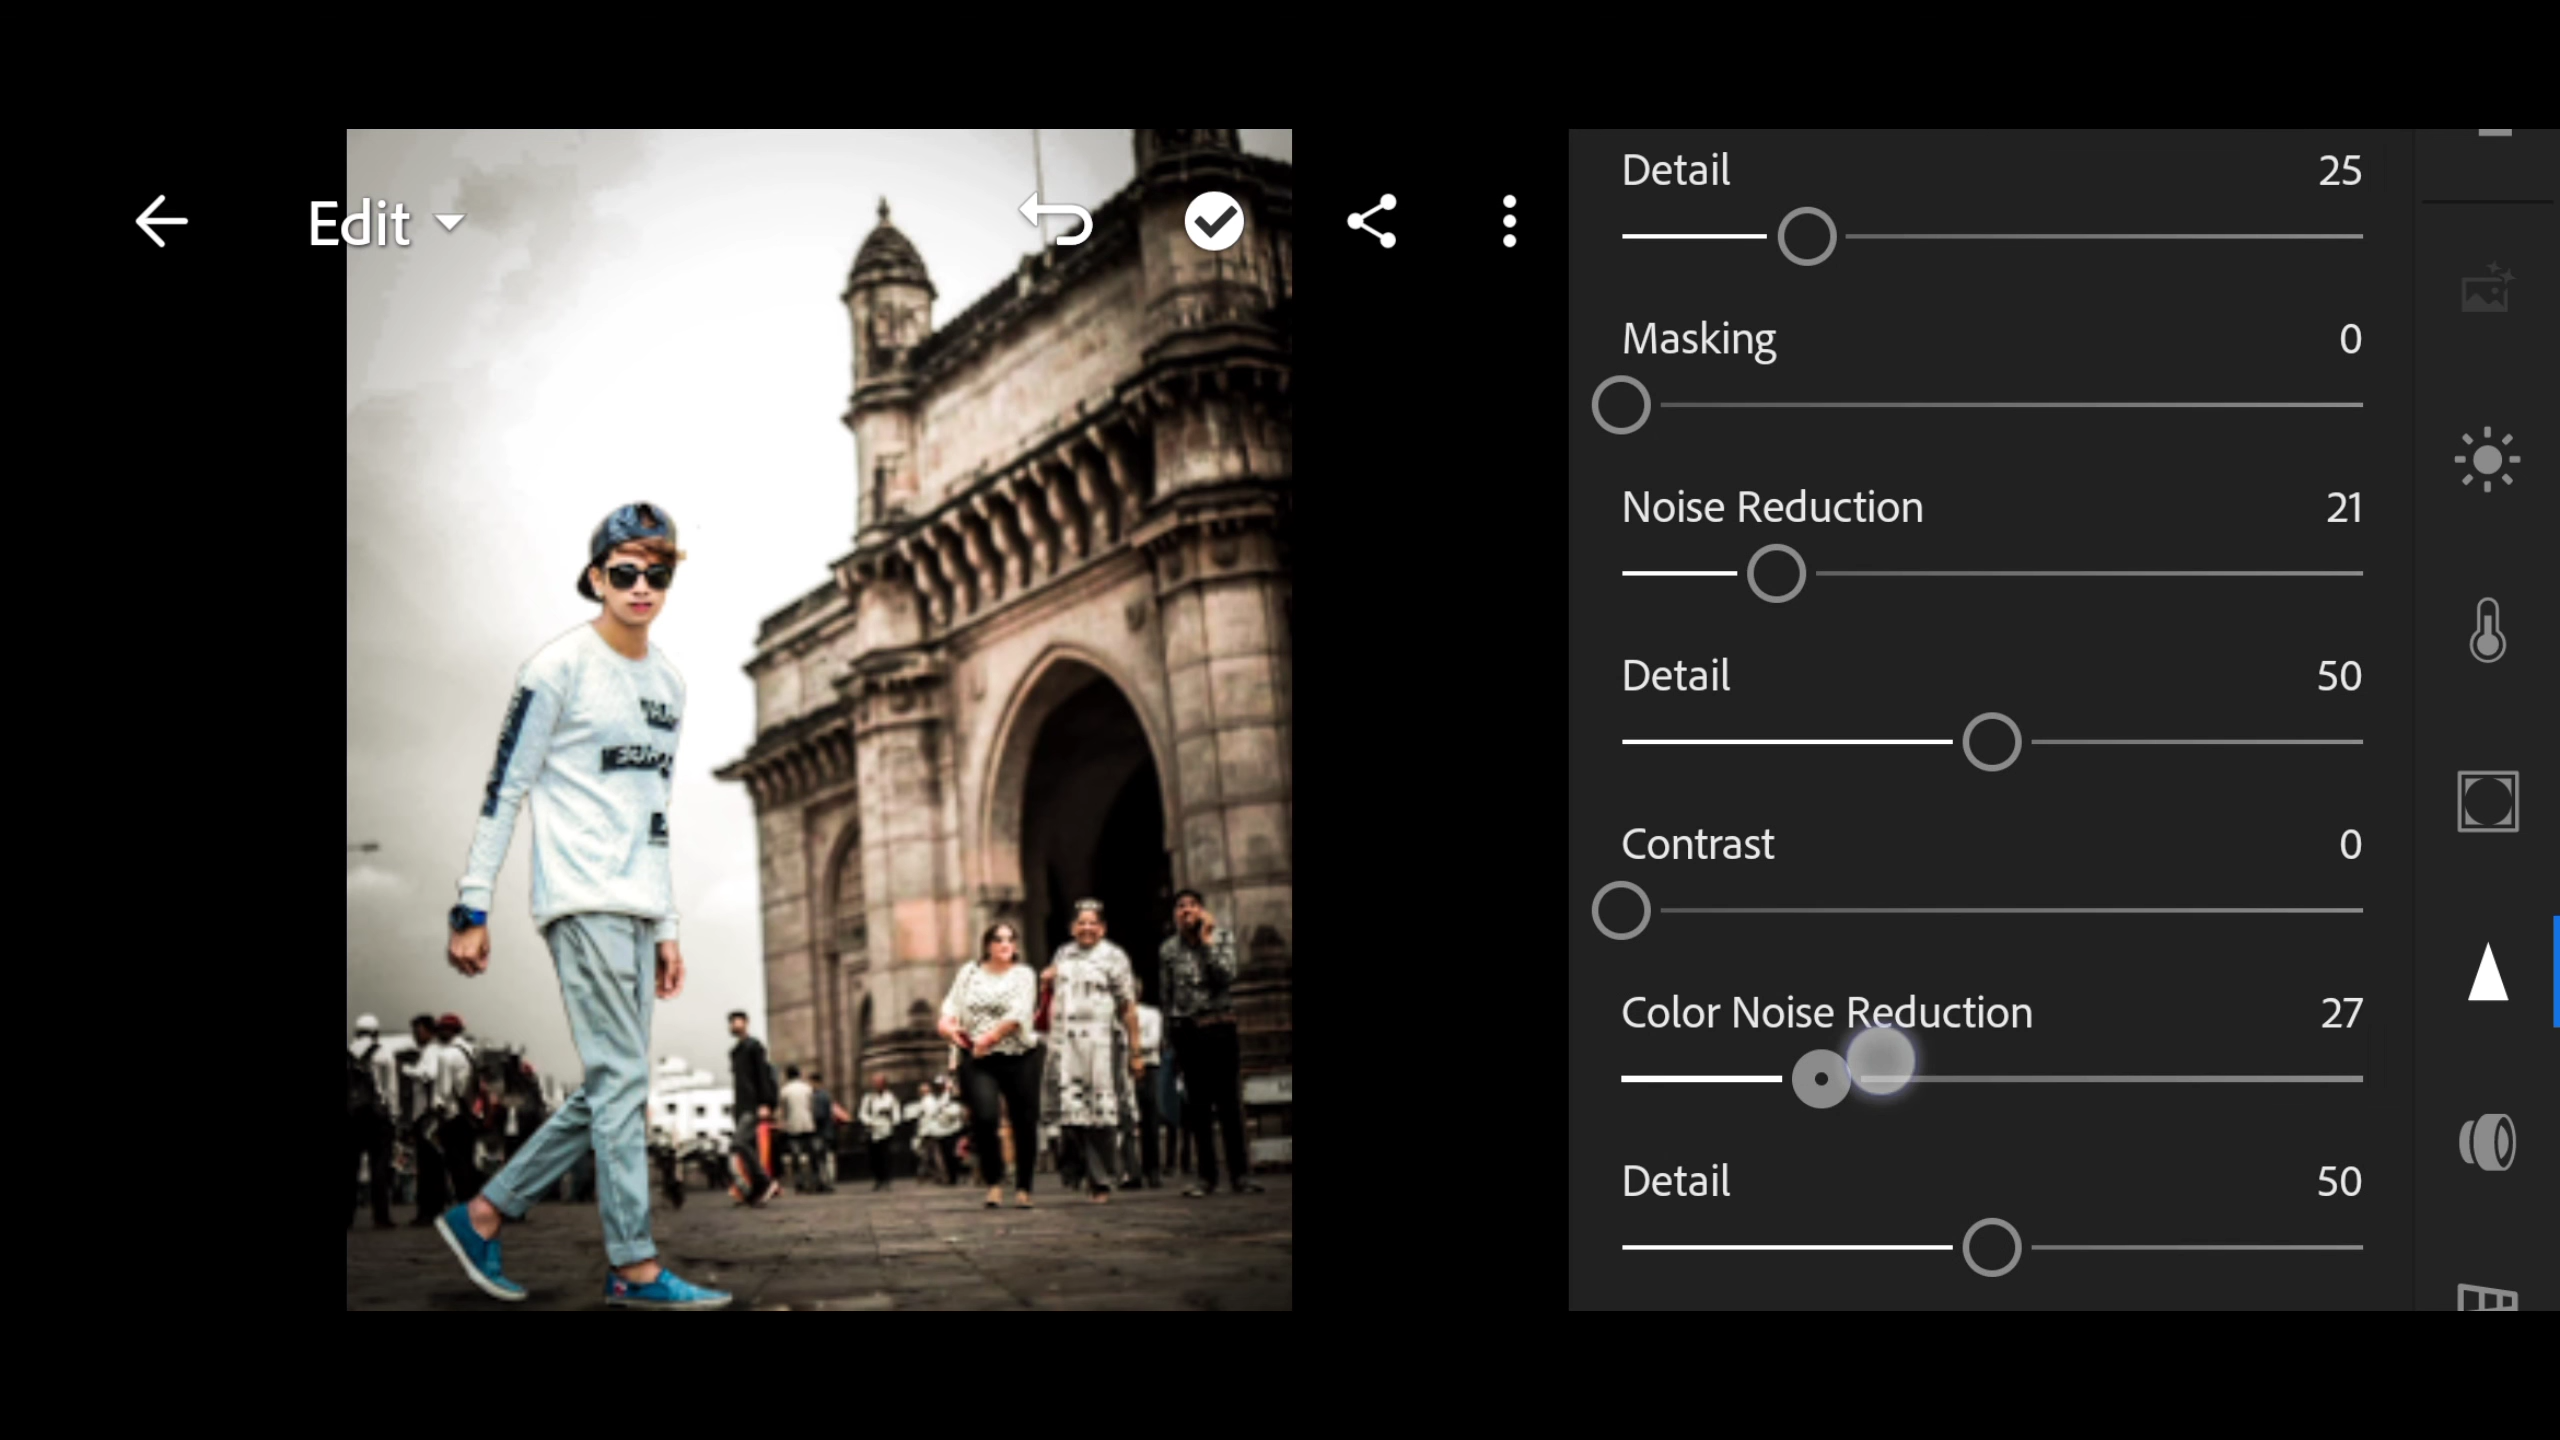 Edit
Detail 25
Masking 0
Noise Reduction 21
Detail 50
Contrast 0
Color Noise Reduction 27
Detail 50